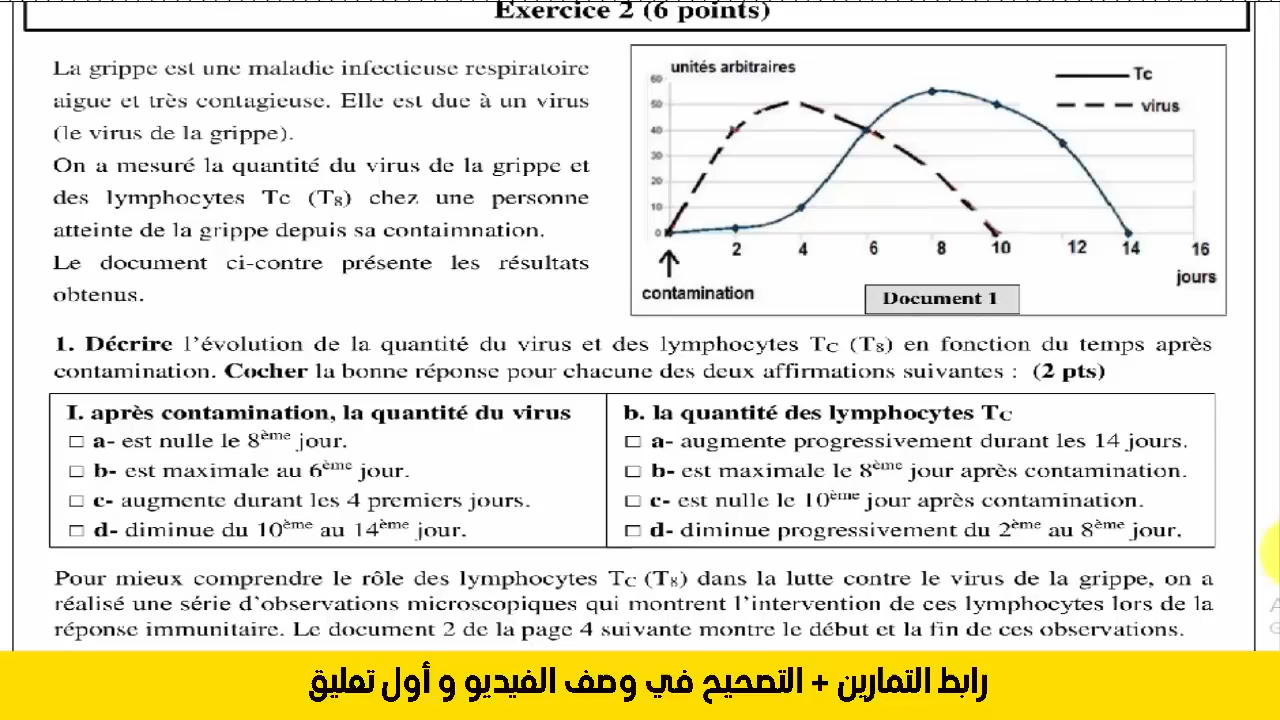 Exercice 2 (6 points)
La grippe est une maladie infectieuse respiratoire
aigue et très contagieuse. Elle est due à un virus
(le virus de la grippe).
On a mesuré la quantité du virus de la grippe et
des lymphocytes Tc (T8) chez une personne
atteinte de la grippe depuis sa contaimnation.
Le document ci-contre présente les résultats
obtenus.
unités arbitraires
Tc
virus
60
50
40
30
20
10
0
2 4 6 8 10 12 14 16
jours
contamination
Document 1
1. Décrire l'évolution de la quantité du virus et des lymphocytes TC (T8) en fonction du temps après
contamination. Cocher la bonne réponse pour chacune des deux affirmations suivantes : (2 pts)
I. après contamination, la quantité du virus
□ a- est nulle le 8ème jour.
□ b- est maximale au 6ème jour.
□ c- augmente durant les 4 premiers jours.
□ d- diminue du 10ème au 14ème jour.
b. la quantité des lymphocytes TC
□ a- augmente progressivement durant les 14 jours.
□ b- est maximale le 8ème jour après contamination.
□ c- est nulle le 10ème jour après contamination.
□ d- diminue progressivement du 2ème au 8ème jour.
Pour mieux comprendre le rôle des lymphocytes TC (T8) dans la lutte contre le virus de la grippe, on a
réalisé une série d'observations microscopiques qui montrent l'intervention de ces lymphocytes lors de la
réponse immunitaire. Le document 2 de la page 4 suivante montre le début et la fin de ces observations.
رابط التمارين + التصحيح في وصف الفيديو و أول تعليق